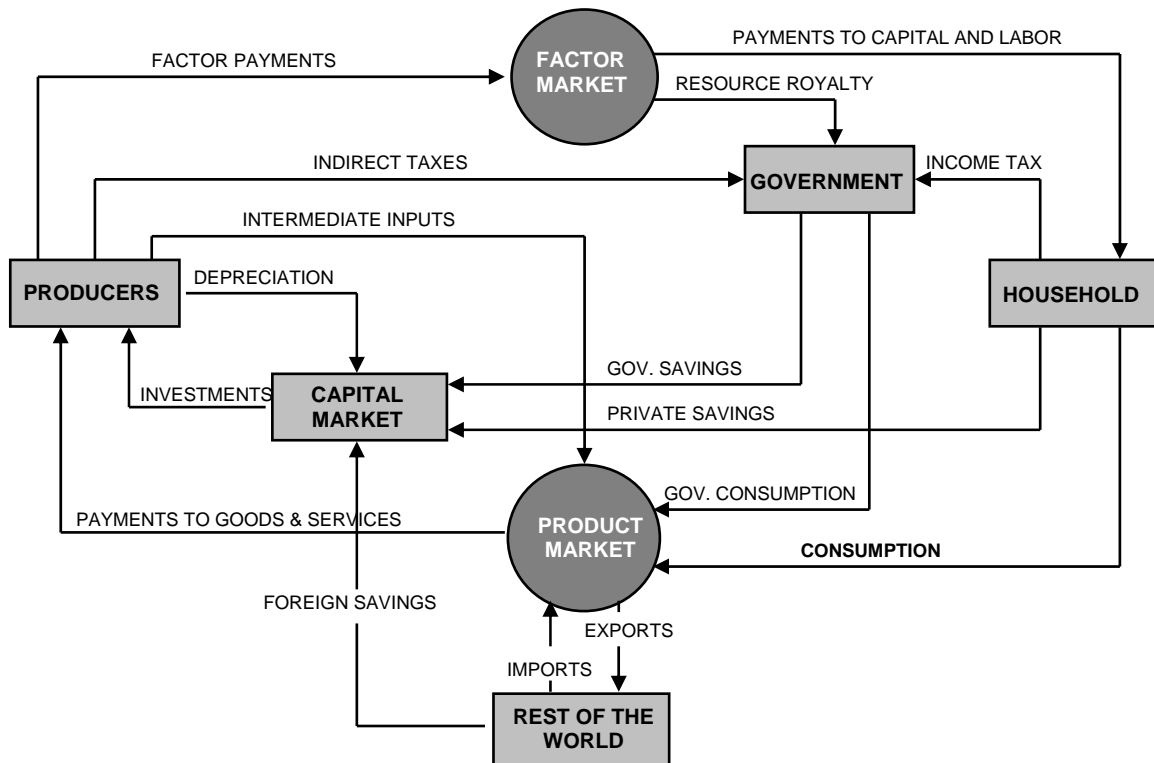 PAYMENTS TO CAPITAL AND LABOR
FACTOR PAYMENTS
FACTOR
MARKET
RESOURCE ROYALTY
INDIRECT TAXES
GOVERNMENT
INCOME TAX
INTERMEDIATE INPUTS
DEPRECIATION
PRODUCERS
HOUSEHOLD
GOV. SAVINGS
INVESTMENTS
CAPITAL
MARKET
PRIVATE SAVINGS
GOV. CONSUMPTION
PAYMENTS TO GOODS & SERVICES
PRODUCT
MARKET
CONSUMPTION
FOREIGN SAVINGS
EXPORTS
IMPORTS
REST OF THE
WORLD